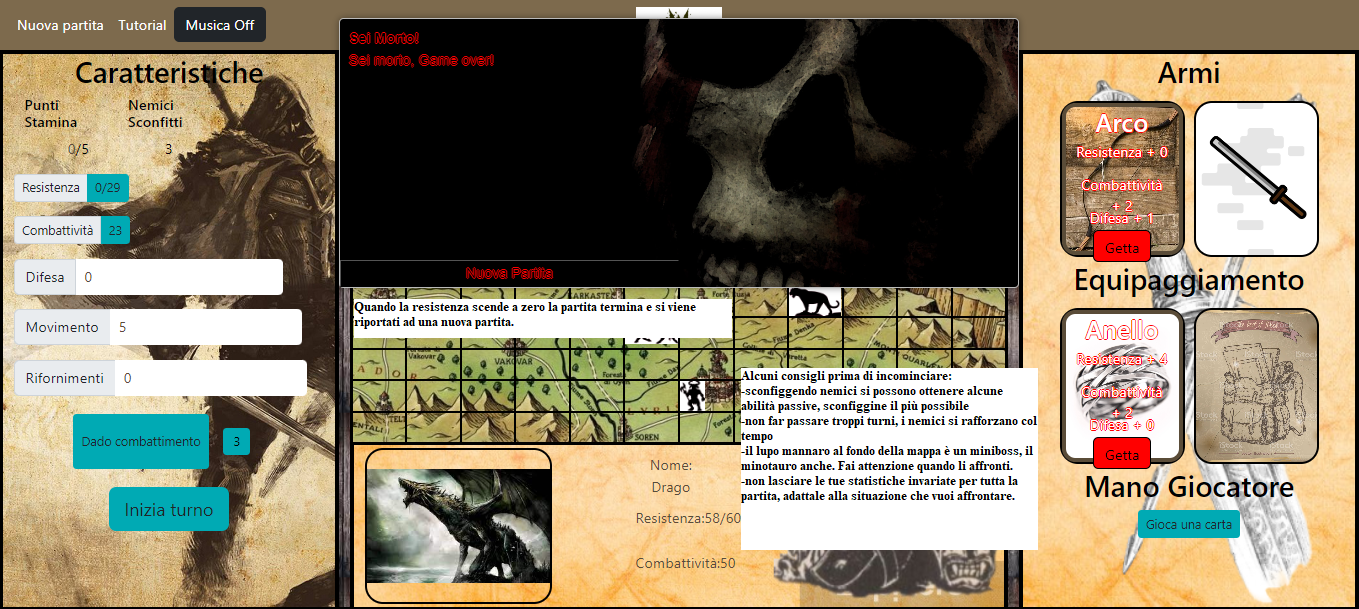 Nuova partita
Tutorial
Musica Off
Caratteristiche
Punti
Stamina
Nemici
Sconfitti
0/5
3
Resistenza
0/29
Combattività
23
Difesa
0
Movimento
5
Rifornimenti
0
Dado combattimento
3
Inizia turno
Sei Morto!
Sei morto, Game over!
Nuova Partita
Quando la resistenza scende a zero la partita termina e si viene
riportati ad una nuova partita.
VAKOVAR
SOREN
Alcuni consigli prima di incominciare:
-sconfiggendo nemici si possono ottenere alcune
abilità passive, sconfiggine il più possibile
-non far passare troppi turni, i nemici si rafforzano col
tempo
-il lupo mannaro al fondo della mappa è un miniboss, il
minotauro anche. Fai attenzione quando li affronti.
-non lasciare le tue statistiche invariate per tutta la
partita, adattale alla situazione che vuoi affrontare.
Nome:
Drago
Resistenza:58/60
Combattività:50
Armi
Arco
Resistenza + 0
Combattività
+ 2
Difesa + 1
Getta
Equipaggiamento
Anello
Resistenza + 4
Combattività
+ 2
Difesa + 0
Getta
Mano Giocatore
Gioca una carta